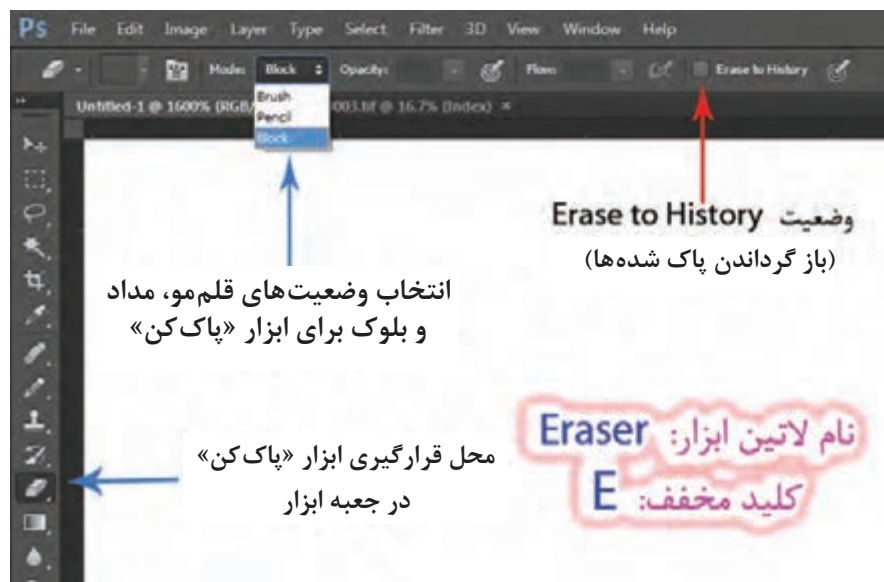 Ps File Edit Image Layer Type Select Filter 3D View Window Help
Mode: Block Opacity: Flow: Erase to History
Untitled-1 @ 1600% (RGB/ 003.tif @ 16.7% (Index) ×
Brush
Pencil
Block
وضعیت Erase to History
(باز گرداندن پاک شده‌ها)
انتخاب وضعیت‌های قلم‌مو، مداد
و بلوک برای ابزار «پاک‌کن»
نام لاتین ابزار: Eraser
کلید مخفف: E
محل قرارگیری ابزار «پاک‌کن»
در جعبه ابزار